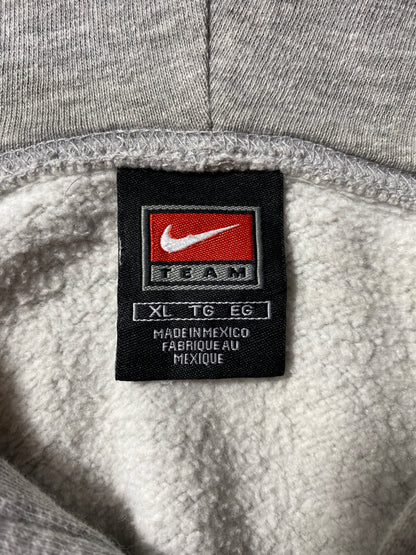 TEAM
XL TG EG
MADE IN MEXICO
FABRIQUE AU
MEXIQUE